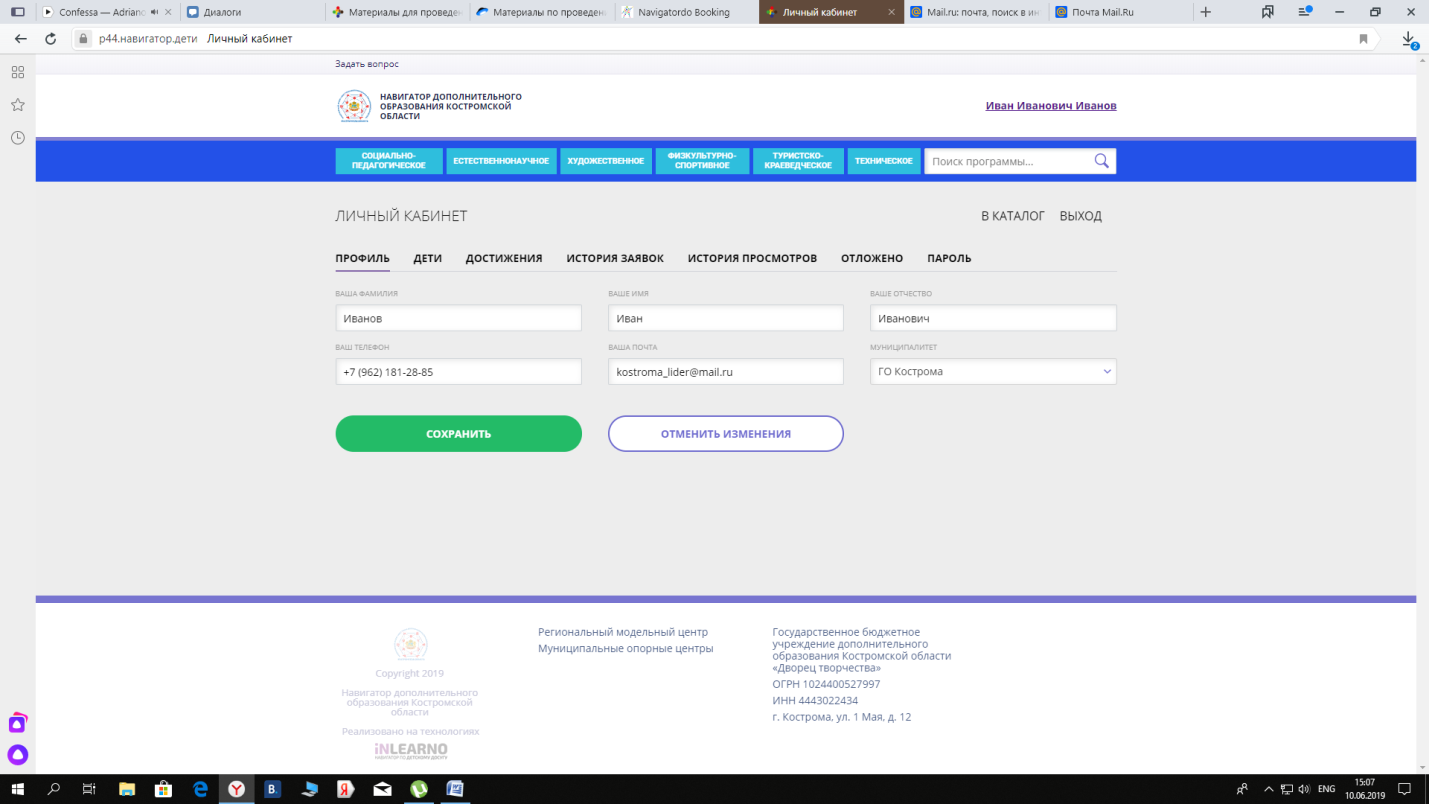 Confessa — Adriano
Диалоги
Материалы для проведен
Материалы по проведен
Navigatordo Booking
Личный кабинет
Mail.ru: почта, поиск в ин
Почта Mail.Ru
р44.навигатор.дети Личный кабинет
2
Задать вопрос
НАВИГАТОР ДОПОЛНИТЕЛЬНОГО
ОБРАЗОВАНИЯ КОСТРОМСКОЙ
ОБЛАСТИ
Иван Иванович Иванов
СОЦИАЛЬНО-
ПЕДАГОГИЧЕСКОЕ
ЕСТЕСТВЕННОНАУЧНОЕ
ХУДОЖЕСТВЕННОЕ
ФИЗКУЛЬТУРНО-
СПОРТИВНОЕ
ТУРИСТСКО-
КРАЕВЕДЧЕСКОЕ
ТЕХНИЧЕСКОЕ
Поиск программы...
ЛИЧНЫЙ КАБИНЕТ
В КАТАЛОГ ВЫХОД
ПРОФИЛЬ ДЕТИ ДОСТИЖЕНИЯ ИСТОРИЯ ЗАЯВОК ИСТОРИЯ ПРОСМОТРОВ ОТЛОЖЕНО ПАРОЛЬ
ВАША ФАМИЛИЯ ВАШЕ ИМЯ ВАШЕ ОТЧЕСТВО
Иванов Иван Иванович
ВАШ ТЕЛЕФОН ВАША ПОЧТА МУНИЦИПАЛИТЕТ
+7 (962) 181-28-85 kostroma_lider@mail.ru ГО Кострома
СОХРАНИТЬ ОТМЕНИТЬ ИЗМЕНЕНИЯ
Copyright 2019
Навигатор дополнительного
образования Костромской
области
Реализовано на технологиях
iNLEARNO
НАВИГАТОР ПО ДЕТСКОМУ ДОСУГУ
Региональный модельный центр
Муниципальные опорные центры
Государственное бюджетное
учреждение дополнительного
образования Костромской области
«Дворец творчества»
ОГРН 1024400527997
ИНН 4443022434
г. Кострома, ул. 1 Мая, д. 12
ENG
15:07
10.06.2019